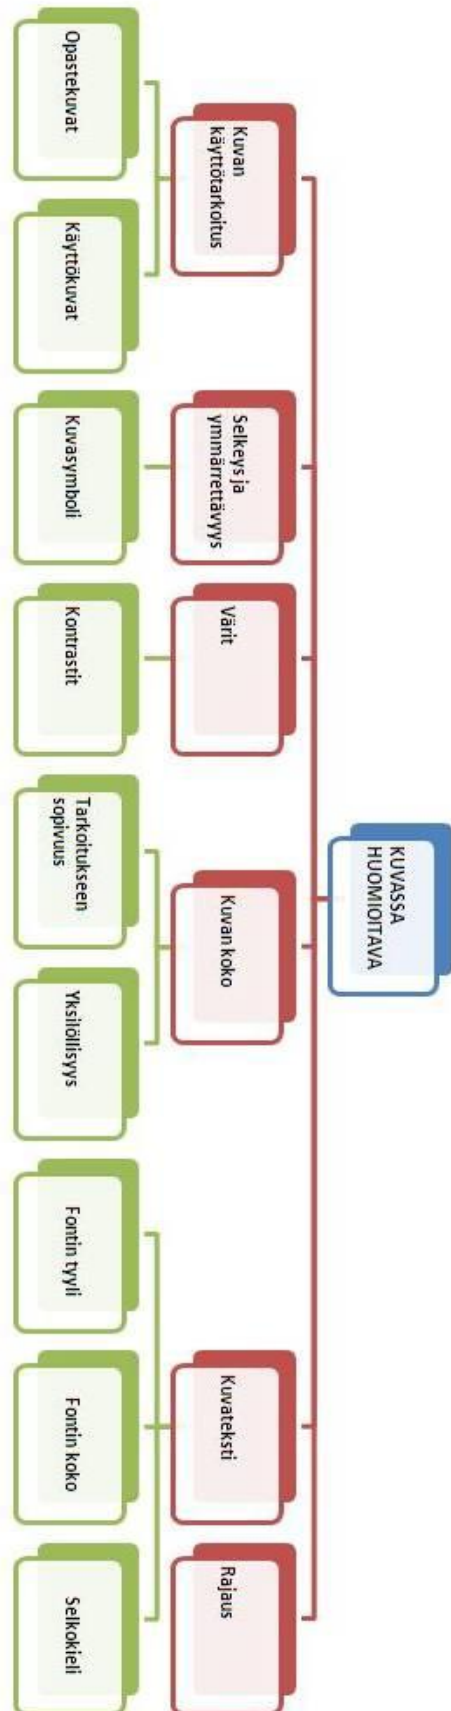 KUVASSA
HUOMIOITAVA
Kuvan
käyttötarkoitus
Selkeys ja
ymmärrettävyys
Värit
Kuvan koko
Kuvateksti
Rajaus
Opastekuvat
Käyttökuvat
Kuvasymboli
Kontrastit
Tarkoitukseen
sopivuus
Yksilöllisyys
Fontin tyyli
Fontin koko
Selkokieli